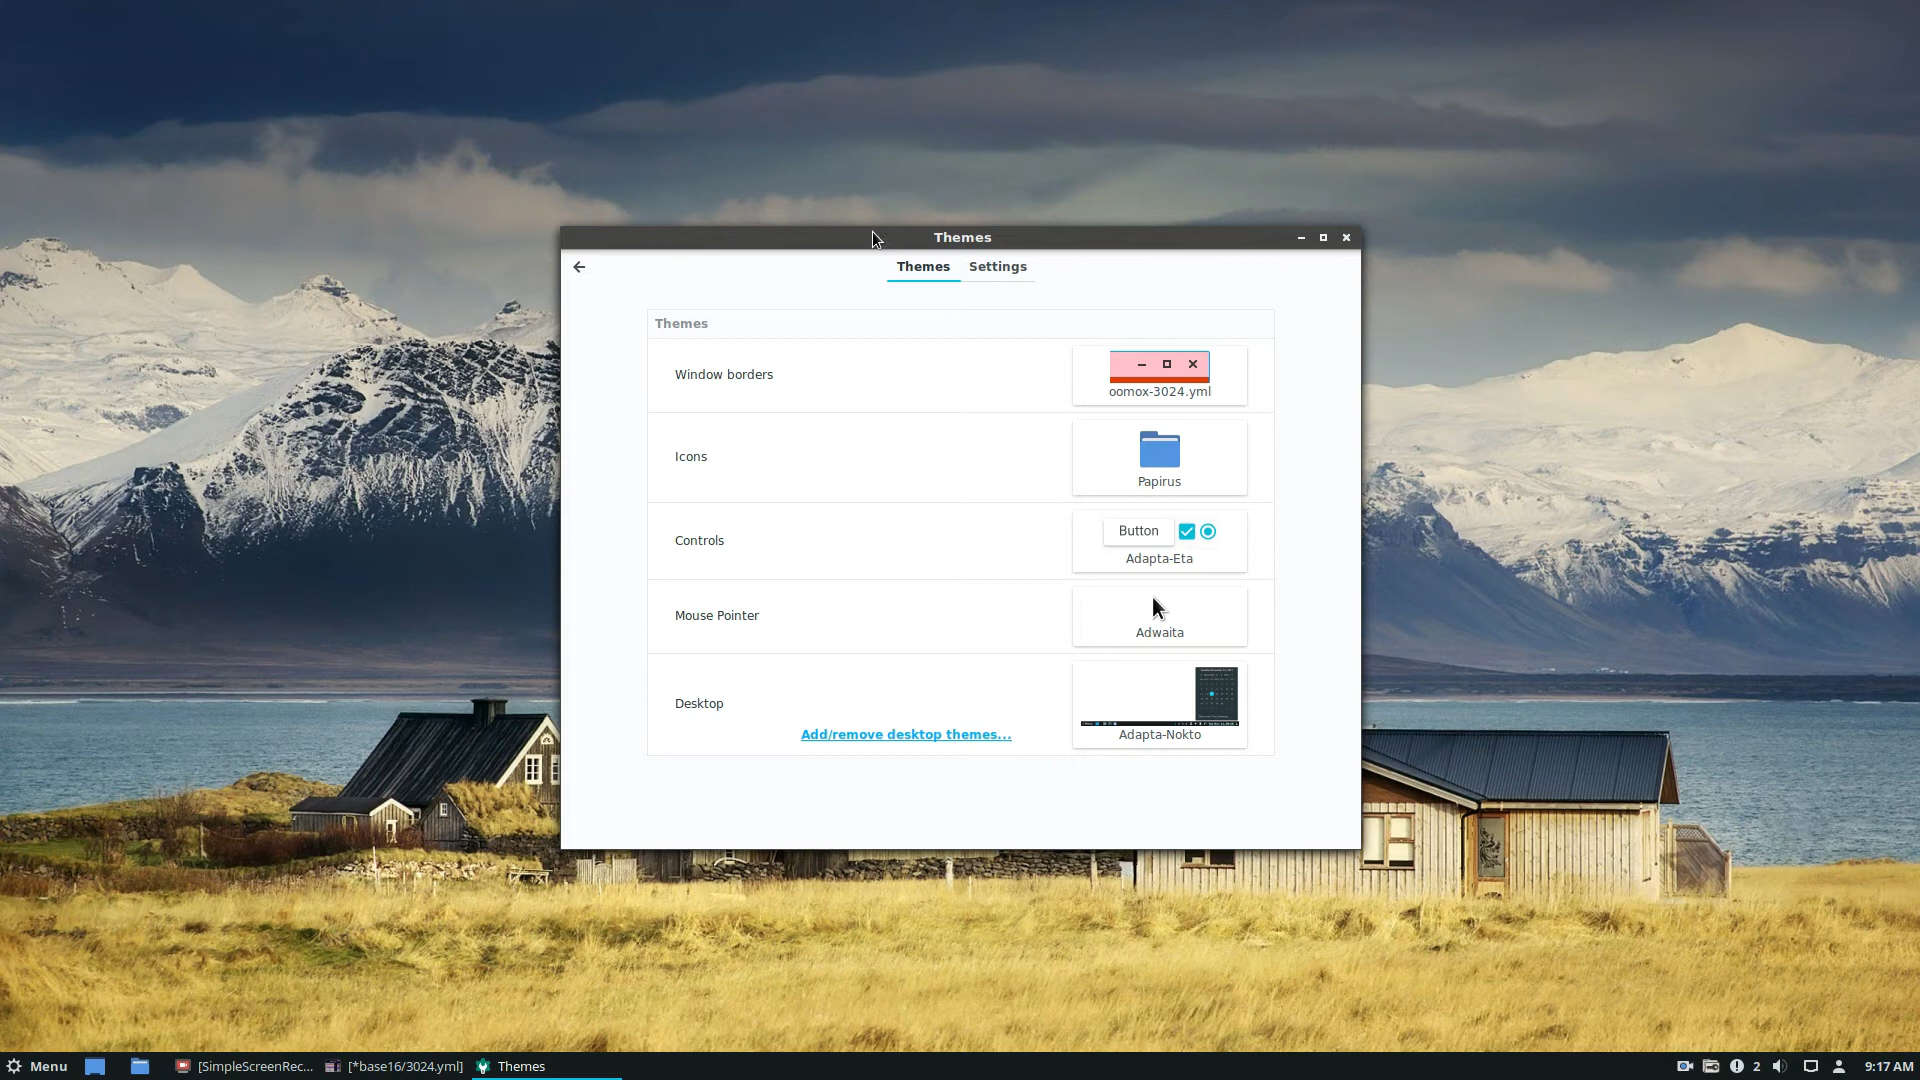 Themes
Themes Settings
Themes
Window borders
oomox-3024.yml
Icons
Papirus
Controls
Button
Adapta-Eta
Mouse Pointer
Adwaita
Desktop
Add/remove desktop themes...
Adapta-Nokto
Menu [SimpleScreenRec... [*base16/3024.yml] Themes 2 9:17 AM